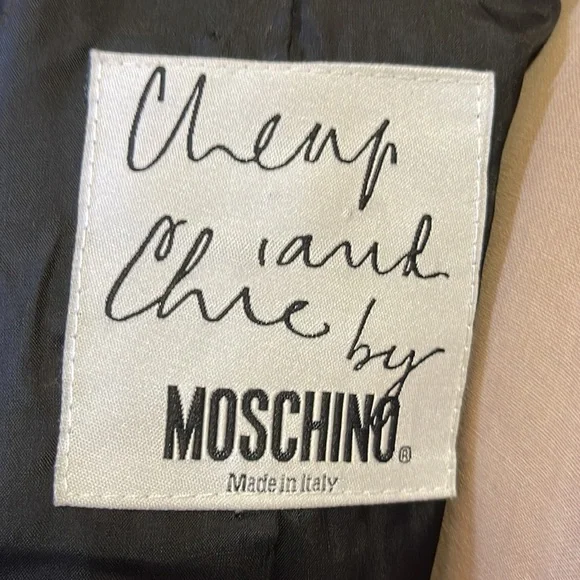 Cheap
and
Chic
by
MOSCHINO®
Made in Italy